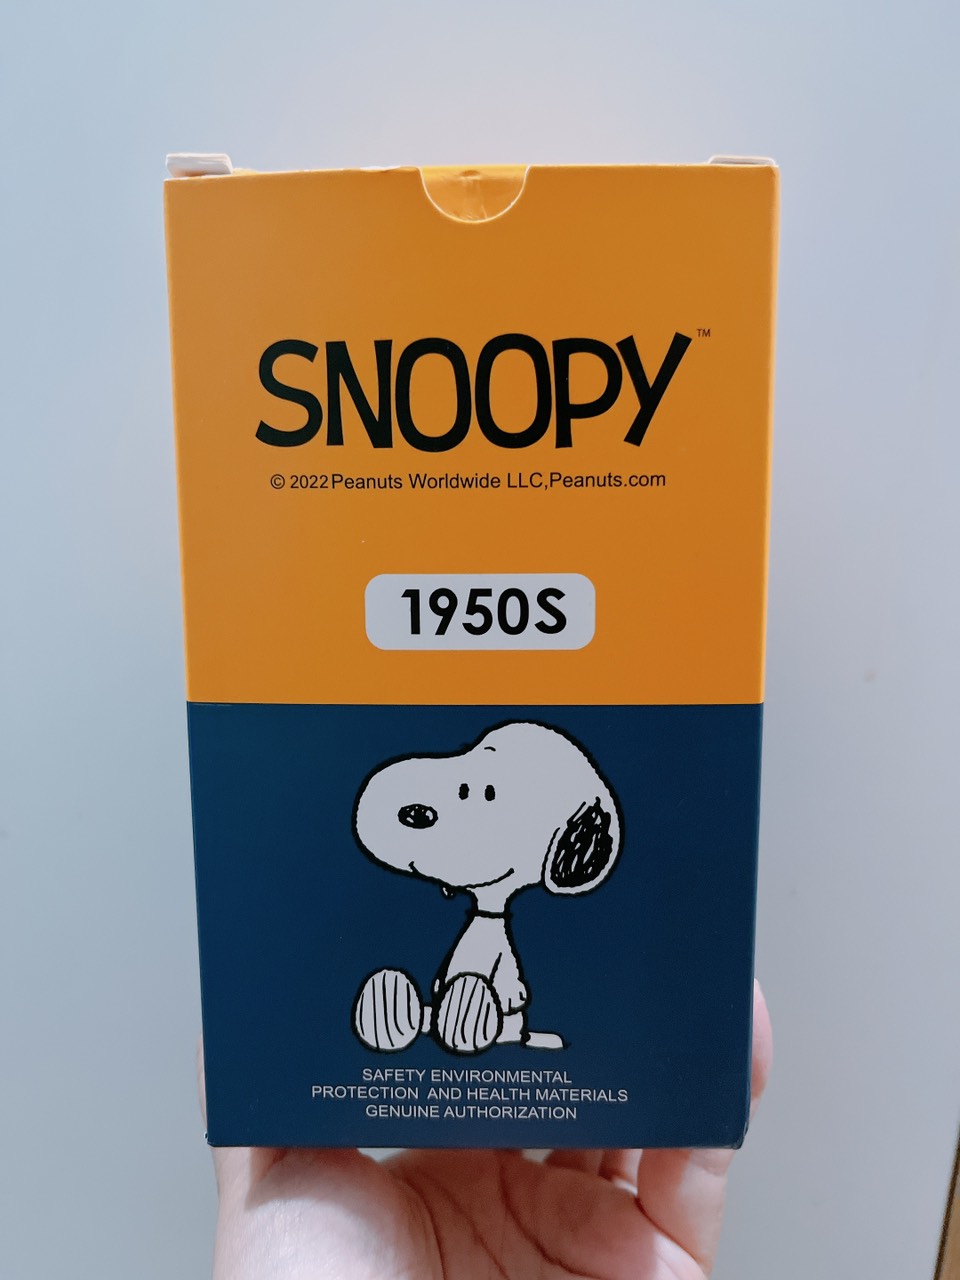 SNOOPY™
© 2022 Peanuts Worldwide LLC,Peanuts.com
1950S
SAFETY ENVIRONMENTAL
PROTECTION AND HEALTH MATERIALS
GENUINE AUTHORIZATION